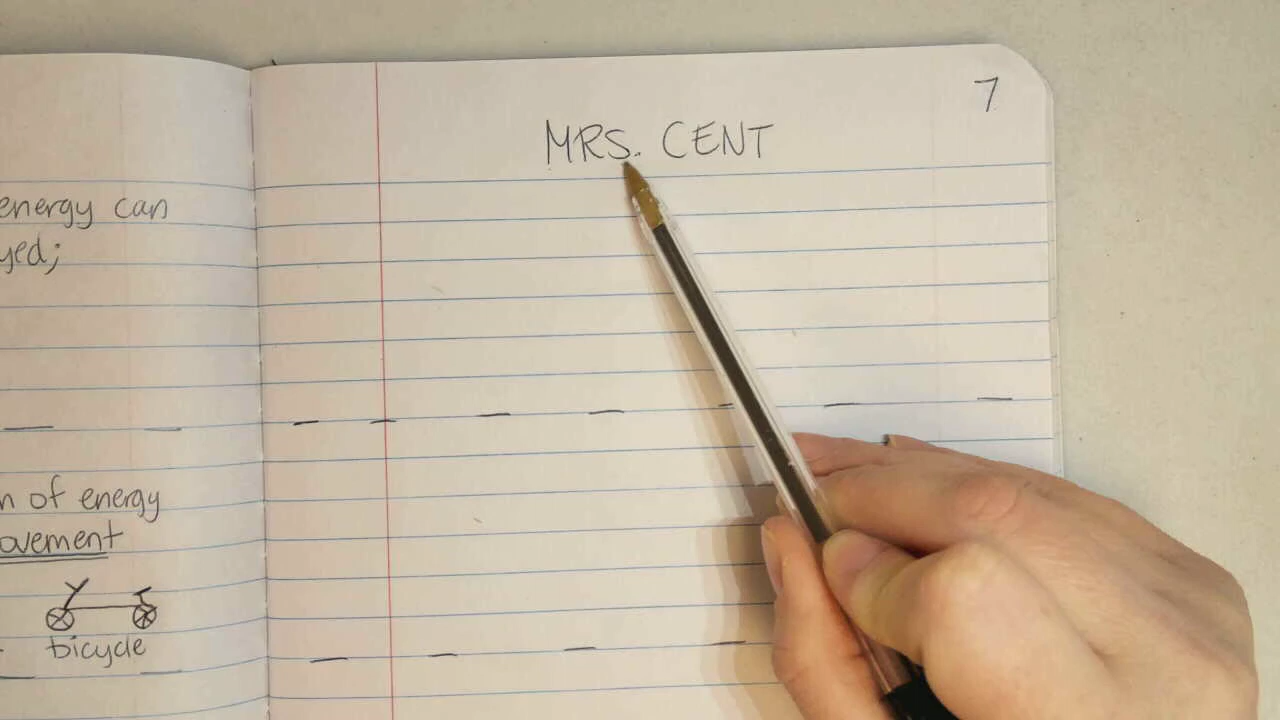 energy can
yed;
n of energy
ovement
bicycle
7
MRS. CENT